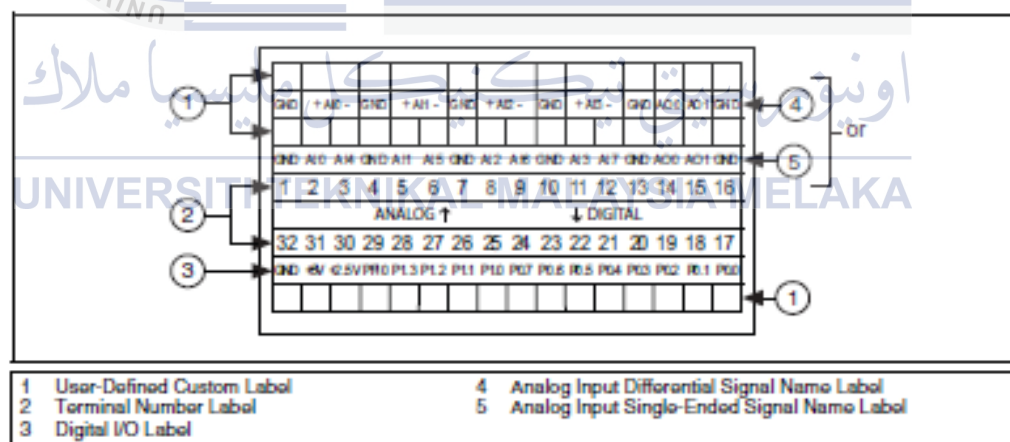 اونيۏرسيتي تيكنيكل مليسيا ملاك
UNIVERSITI TEKNIKAL MALAYSIA MELAKA
1
GND + AI0 - GND + AI1 - GND + AI2 - GND + AI3 - GND AO0 AO1 GND
4
or
GND AI0 AI4 GND AI1 AI5 GND AI2 AI6 GND AI3 AI7 GND AO0 AO1 GND
5
1 2 3 4 5 6 7 8 9 10 11 12 13 14 15 16
2
ANALOG ↑ ↓ DIGITAL
32 31 30 29 28 27 26 25 24 23 22 21 20 19 18 17
3
GND +5V +2.5V PFI0 P1.3 P1.2 P1.1 P1.0 P0.7 P0.6 P0.5 P0.4 P0.3 P0.2 P0.1 P0.0
1
1 User-Defined Custom Label
2 Terminal Number Label
3 Digital I/O Label
4 Analog Input Differential Signal Name Label
5 Analog Input Single-Ended Signal Name Label